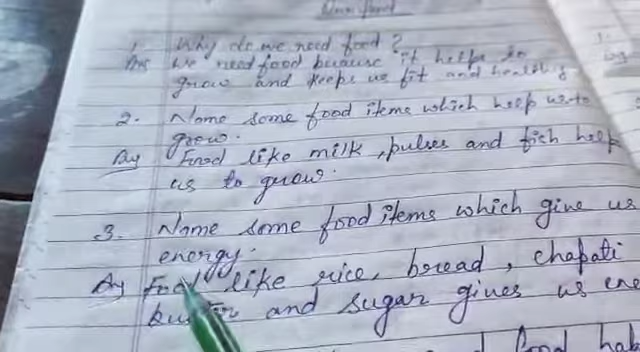 Our food
1. Why do we need food?
Ans We need food because it helps to
grow and keeps us fit and healthy
2. Name some food items which help us to
grow.
Ans Food like milk, pulses and fish help
us to grow.
3. Name some food items which give us
energy.
Ans Food like rice, bread, chapati
butter and sugar gives us ene
food hab